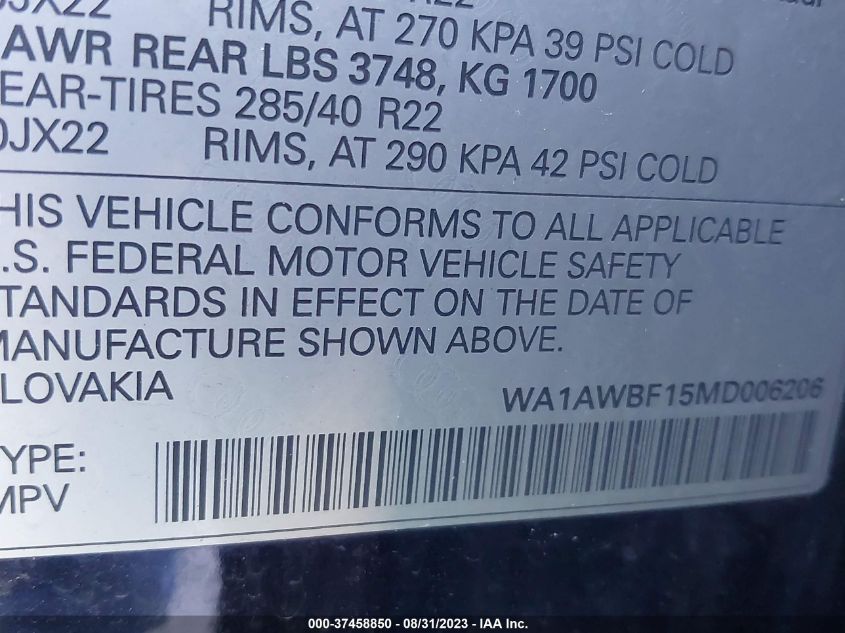 RIMS, AT 270 KPA 39 PSI COLD
AWR REAR LBS 3748, KG 1700
EAR-TIRES 285/40 R22
0JX22 RIMS, AT 290 KPA 42 PSI COLD
HIS VEHICLE CONFORMS TO ALL APPLICABLE
.S. FEDERAL MOTOR VEHICLE SAFETY
TANDARDS IN EFFECT ON THE DATE OF
MANUFACTURE SHOWN ABOVE.
LOVAKIA WA1AWBF15MD006206
YPE:
MPV
000-37458850 / 08/31/2023 - IAA Inc.